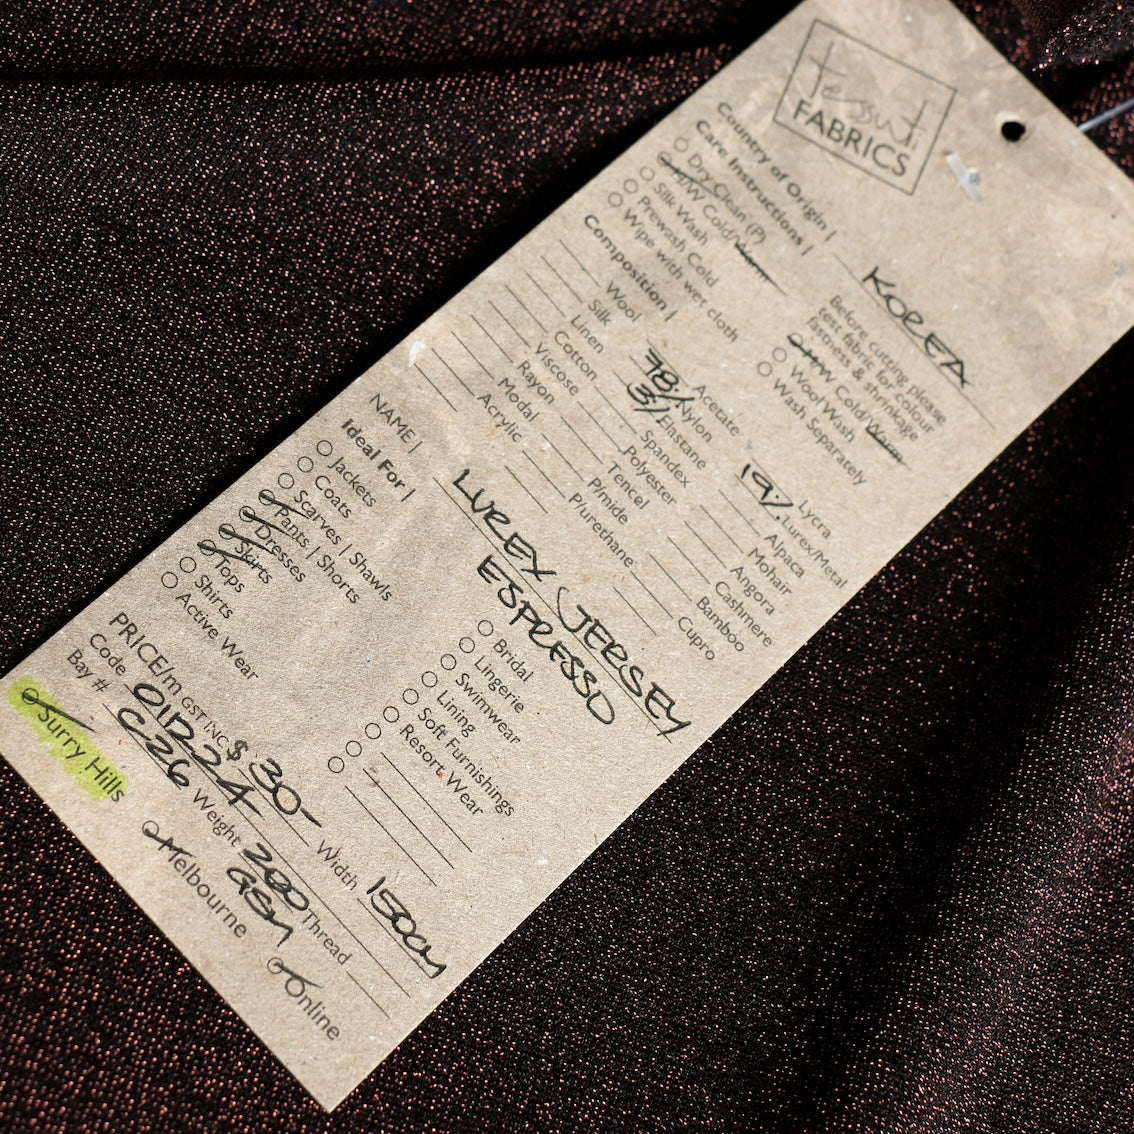 tessuti
FABRICS
Country of Origin | KOREA
Care Instructions |
Dry Clean (P)
H/W Cold/Warm
Silk Wash
Prewash Cold
Wipe with wet cloth
Before cutting please
test fabric for colour
fastness & shrinkage
H/W Cold/Warm
Wool Wash
Wash Separately
Composition |
Wool
Silk
Linen
Cotton
Viscose
Rayon
Modal
Acrylic
Acetate
78% Nylon
3% Elastane
Spandex
Polyester
Tencel
P/mide
P/urethane
Lycra
19% Lurex/Metal
Alpaca
Mohair
Angora
Cashmere
Bamboo
Cupro
NAME | LUREX JERSEY
ESPRESSO
Ideal For |
Jackets
Coats
Scarves | Shawls
Pants | Shorts
Dresses
Skirts
Tops
Shirts
Active Wear
Bridal
Lingerie
Swimwear
Lining
Soft Furnishings
Resort Wear
PRICE/m GST INC $ 30- Width 150cm
Code 012224 Weight 200 GSM Thread
Bay # C26
Surry Hills
Melbourne
Online